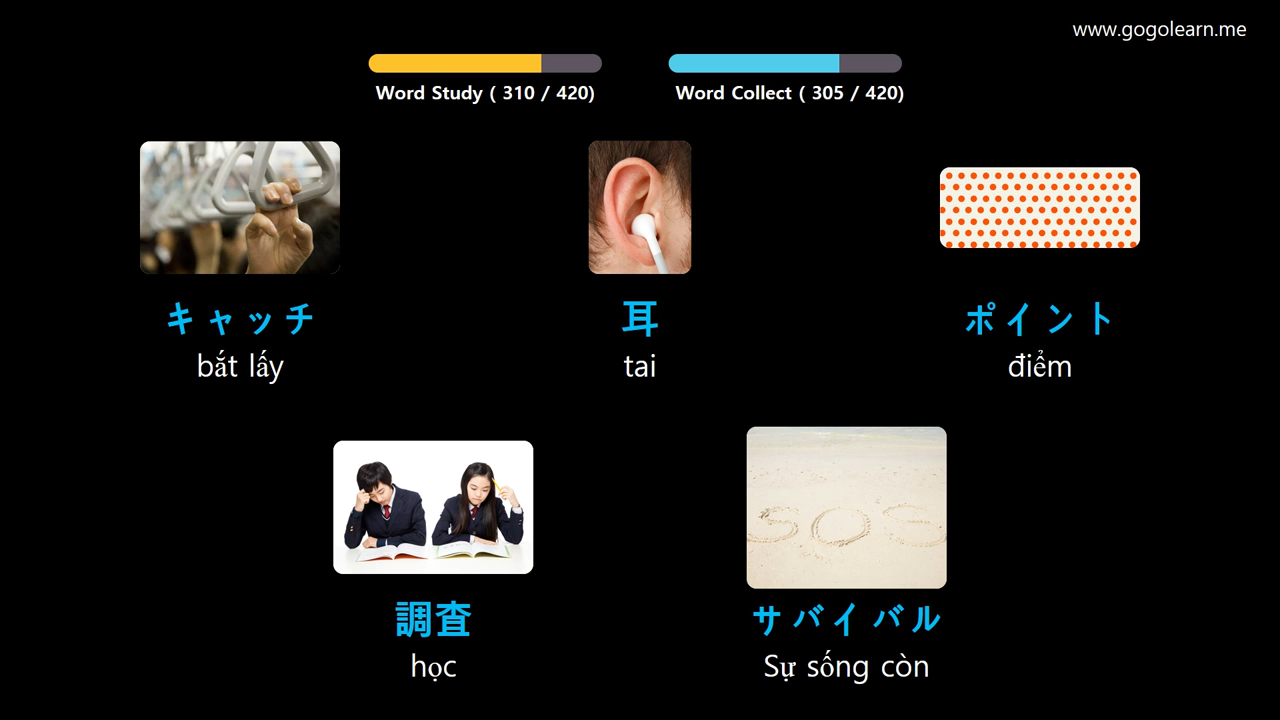 www.gogolearn.me
Word Study ( 310 / 420)
Word Collect ( 305 / 420)
キャッチ
bắt lấy
耳
tai
ポイント
điểm
調査
học
SOS
サバイバル
Sự sống còn